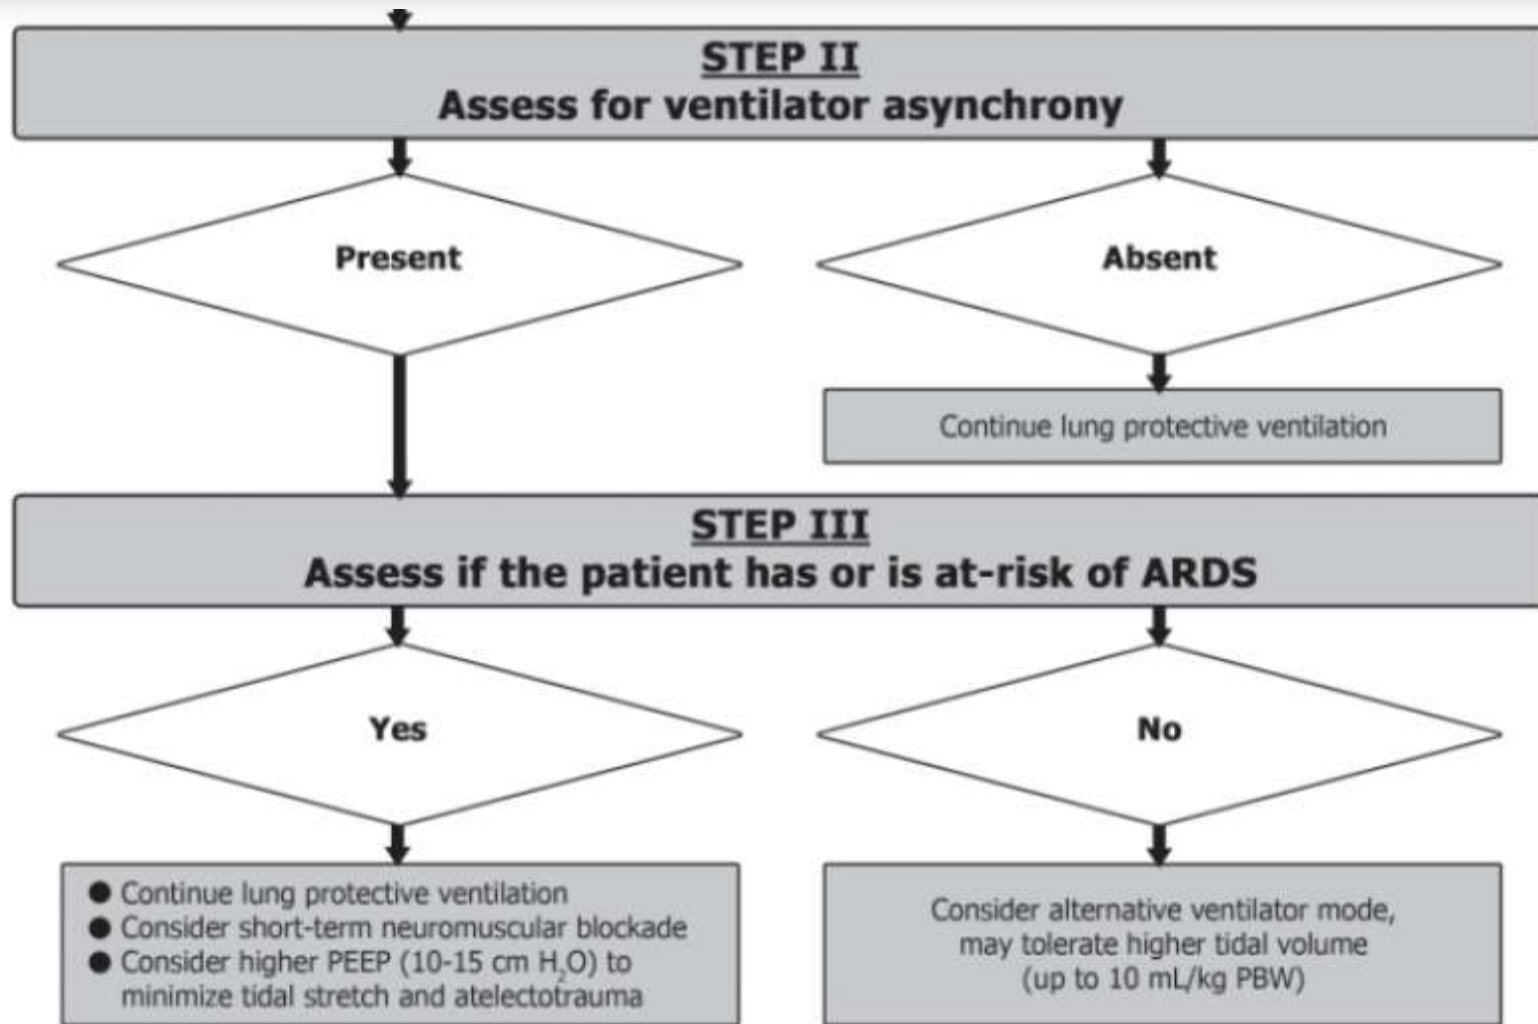 STEP II
Assess for ventilator asynchrony
Present
Absent
Continue lung protective ventilation
STEP III
Assess if the patient has or is at-risk of ARDS
Yes
No
● Continue lung protective ventilation
● Consider short-term neuromuscular blockade
● Consider higher PEEP (10-15 cm H₂O) to
minimize tidal stretch and atelectotrauma
Consider alternative ventilator mode,
may tolerate higher tidal volume
(up to 10 mL/kg PBW)